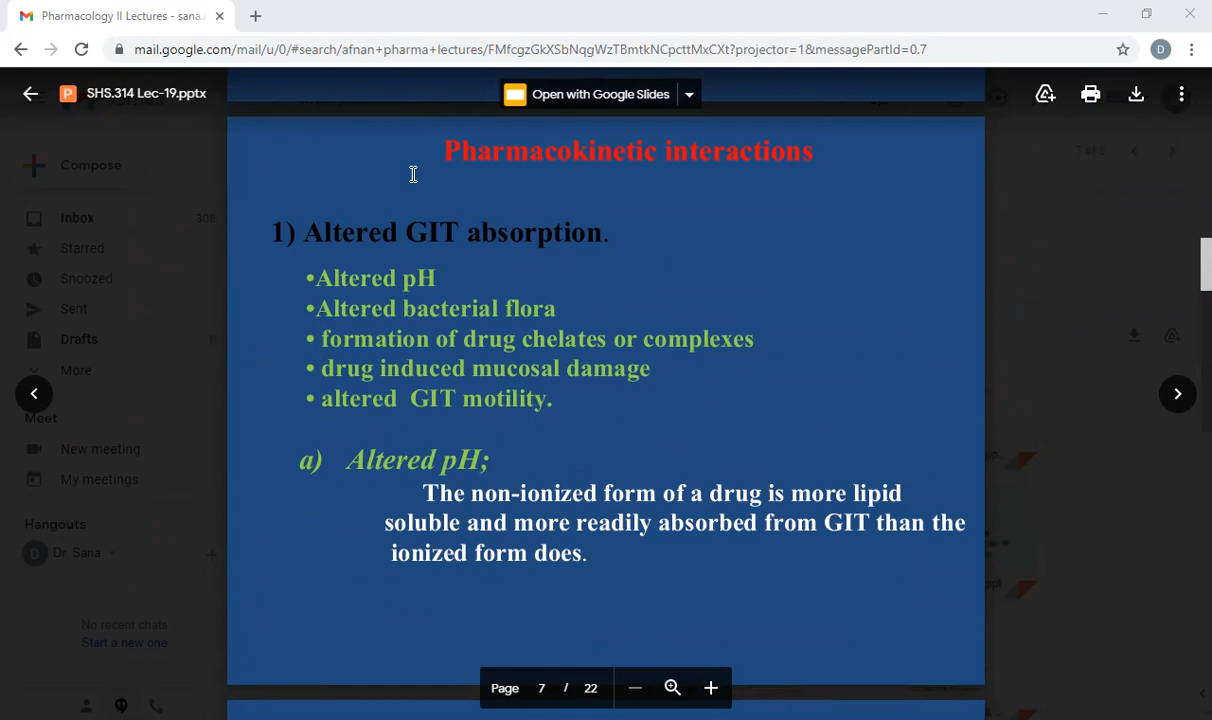 Pharmacology II Lectures - sana.
mail.google.com/mail/u/0/#search/afnan+pharma+lectures/FMfcgzGkXSbNqgWzTBmtkNCpcttMxCXt?projector=1&messagePartId=0.7
D
P SHS.314 Lec-19.pptx
Open with Google Slides
Compose
7 of 8
Inbox 308
Starred
Snoozed
Sent
Drafts
More
Meet
New meeting
My meetings
Hangouts
D Dr Sana
No recent chats
Start a new one
Pharmacokinetic interactions
1) Altered GIT absorption.
•Altered pH
•Altered bacterial flora
• formation of drug chelates or complexes
• drug induced mucosal damage
• altered GIT motility.
a) Altered pH;
The non-ionized form of a drug is more lipid
soluble and more readily absorbed from GIT than the
ionized form does.
Page 7 / 22